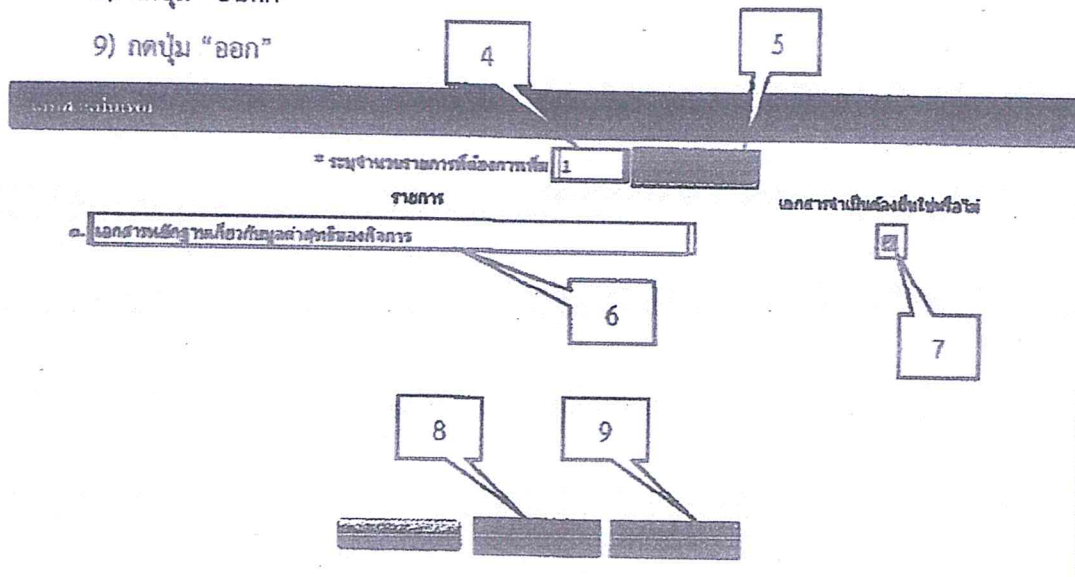 9) กดปุ่ม “ออก”
4
5
* ระบุจำนวนรายการที่ต้องการเพิ่ม 1
รายการ
เอกสารจำเป็นต้องยื่นใช่หรือไม่
๓. เอกสารหลักฐานเกี่ยวกับมูลค่าสุทธิของกิจการ
6
7
8
9